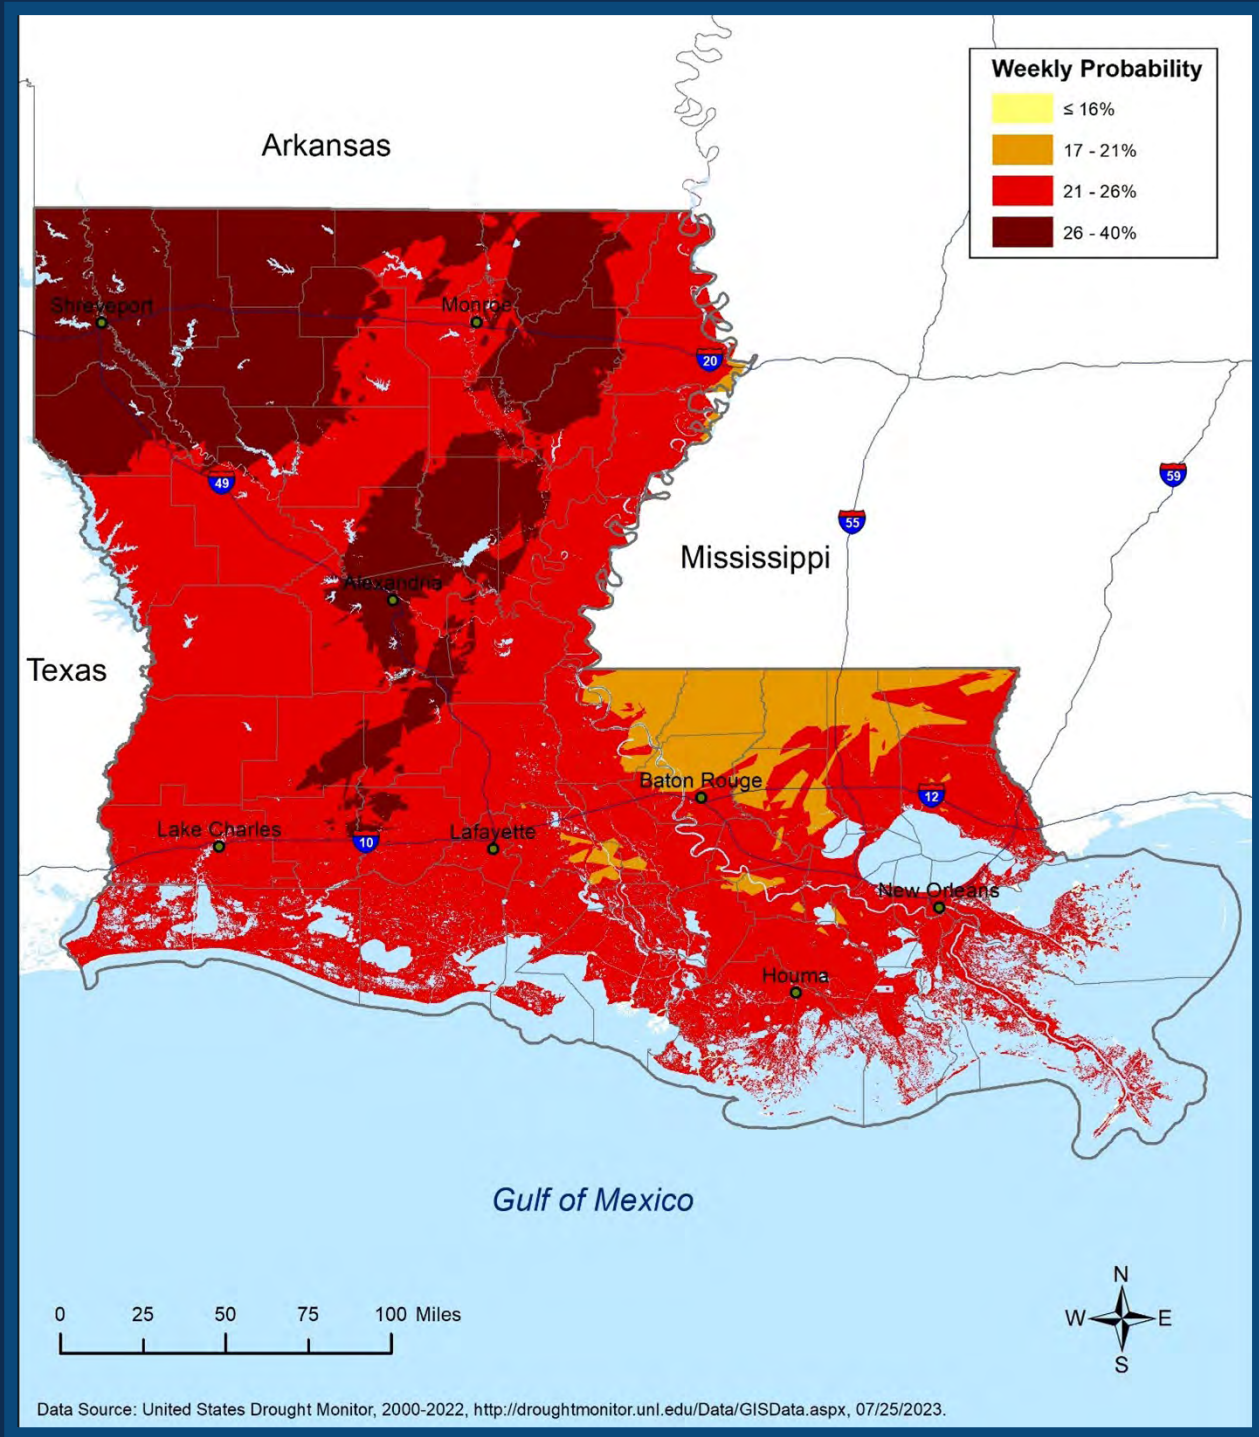 Weekly Probability
≤ 16%
17 - 21%
21 - 26%
26 - 40%
Arkansas
Shreveport
Monroe
20
49
59
55
Mississippi
Alexandria
Texas
Baton Rouge
12
Lake Charles
10
Lafayette
New Orleans
Houma
Gulf of Mexico
0 25 50 75 100 Miles
N
W E
S
Data Source: United States Drought Monitor, 2000-2022, http://droughtmonitor.unl.edu/Data/GISData.aspx, 07/25/2023.